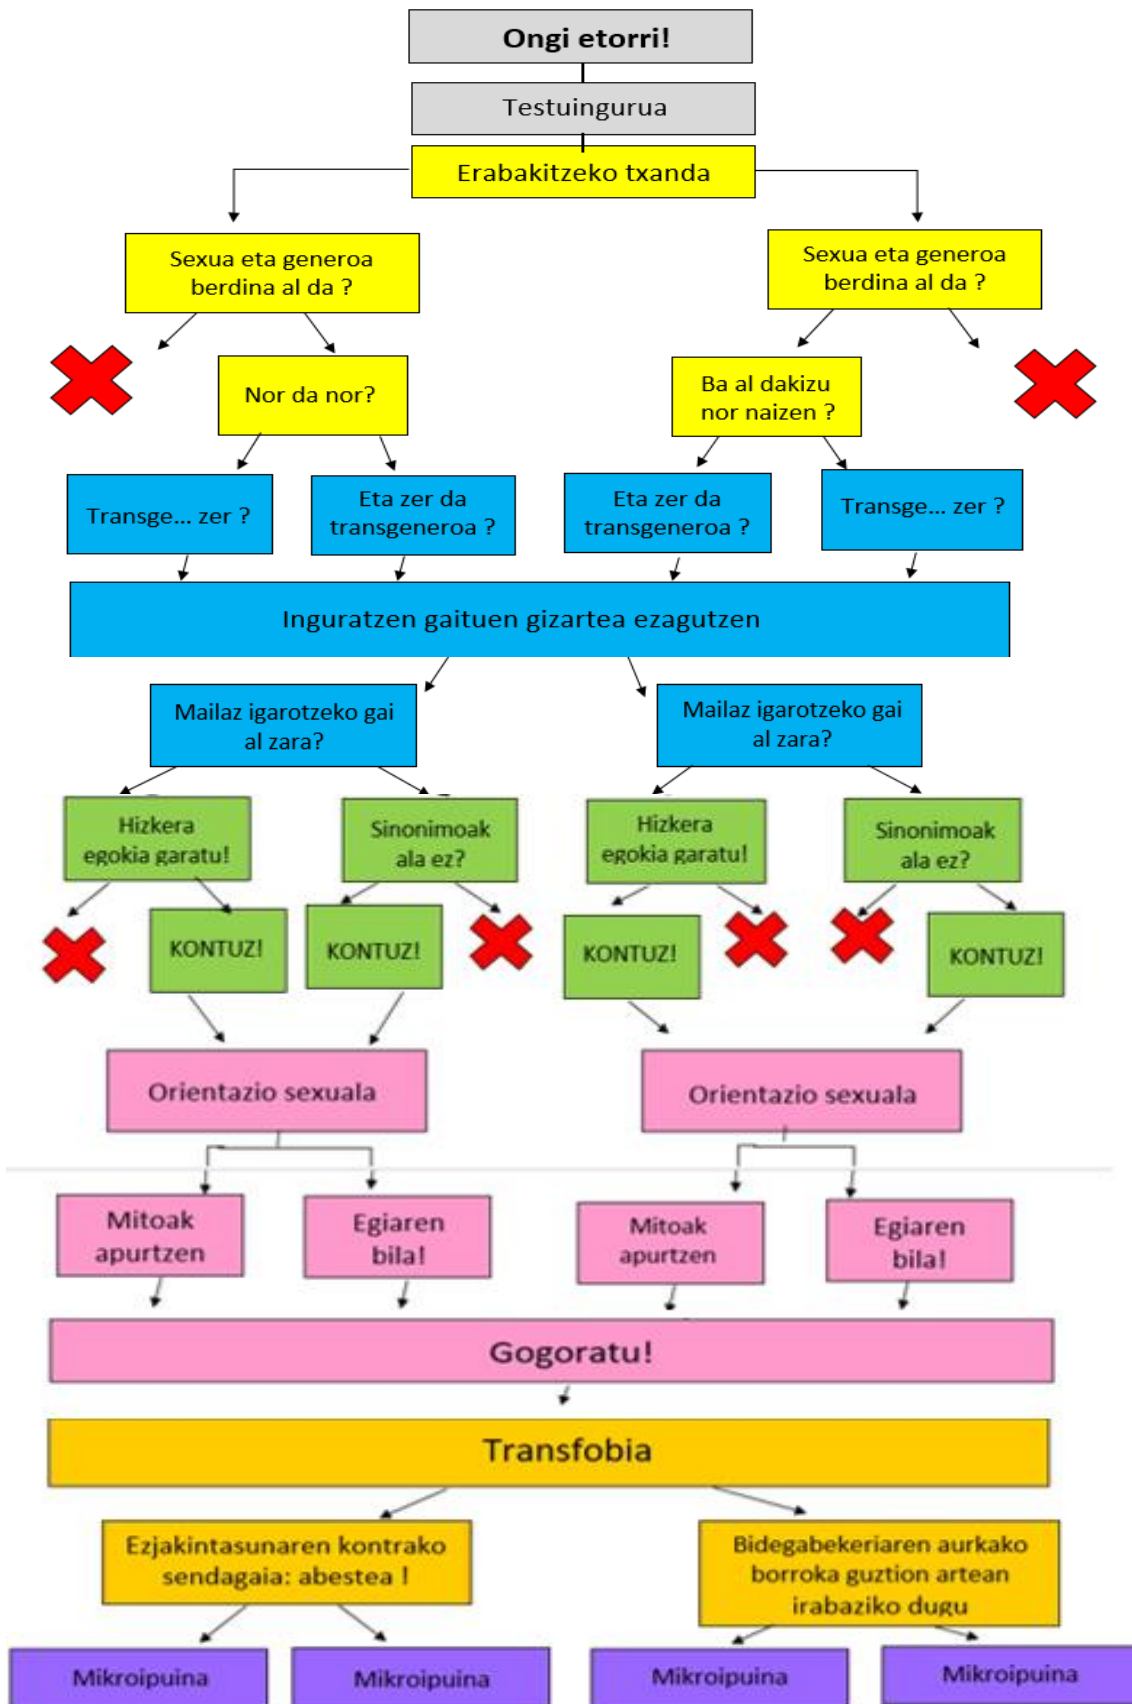 Ongi etorri!
Testuingurua
Erabakitzeko txanda
Sexua eta generoa
berdina al da ?
Sexua eta generoa
berdina al da ?
Nor da nor?
Ba al dakizu
nor naizen ?
Transge... zer ?
Eta zer da
transgeneroa ?
Eta zer da
transgeneroa ?
Transge... zer ?
Inguratzen gaituen gizartea ezagutzen
Mailaz igarotzeko gai
al zara?
Mailaz igarotzeko gai
al zara?
Hizkera
egokia garatu!
Sinonimoak
ala ez?
Hizkera
egokia garatu!
Sinonimoak
ala ez?
KONTUZ!
KONTUZ!
KONTUZ!
KONTUZ!
Orientazio sexuala
Orientazio sexuala
Mitoak
apurtzen
Egiaren
bila!
Mitoak
apurtzen
Egiaren
bila!
Gogoratu!
Transfobia
Ezjakintasunaren kontrako
sendagaia: abestea !
Bidegabekeriaren aurkako
borroka guztion artean
irabaziko dugu
Mikroipuina
Mikroipuina
Mikroipuina
Mikroipuina